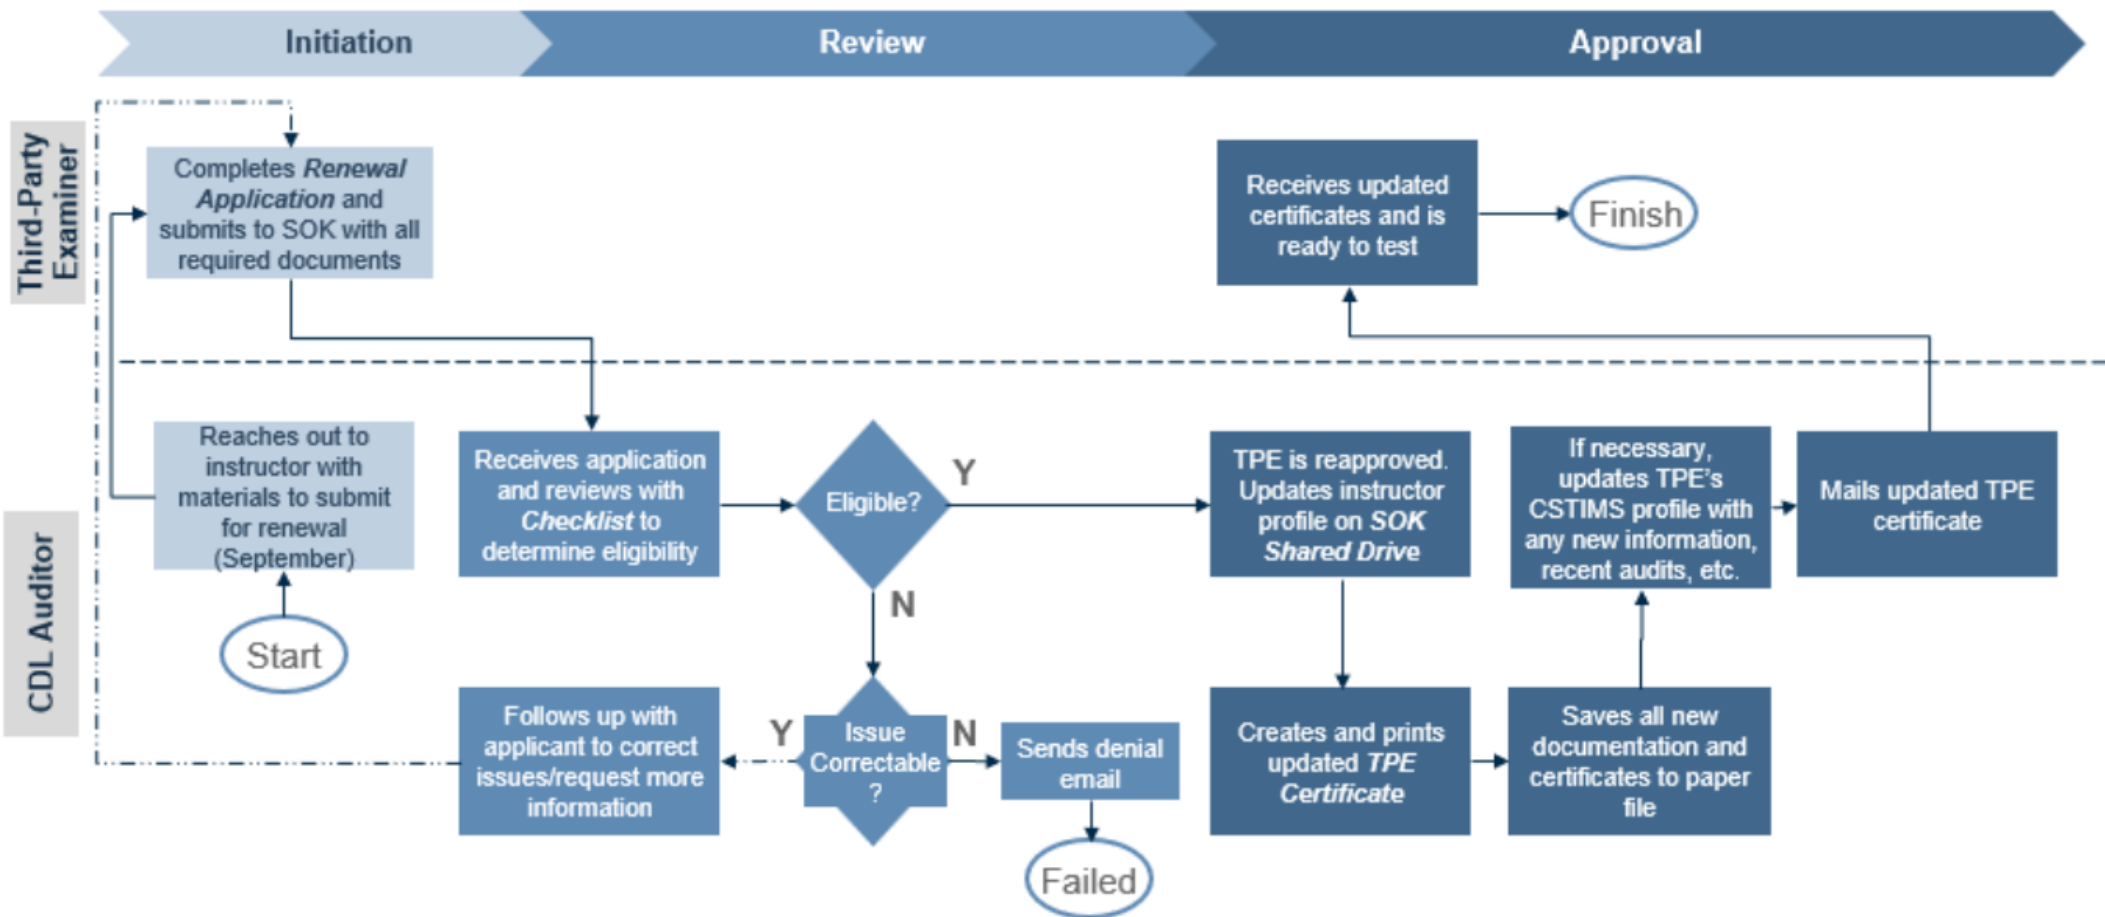 Initiation
Review
Approval
Third-Party
Examiner
Completes Renewal
Application and
submits to SOK with all
required documents
Receives updated
certificates and is
ready to test
Finish
CDL Auditor
Reaches out to
instructor with
materials to submit
for renewal
(September)
Start
Receives application
and reviews with
Checklist to
determine eligibility
Eligible?
Y
N
TPE is reapproved.
Updates instructor
profile on SOK
Shared Drive
If necessary,
updates TPE's
CSTIMS profile with
any new information,
recent audits, etc.
Mails updated TPE
certificate
Follows up with
applicant to correct
issues/request more
information
Y
Issue
Correctable
?
N
Sends denial
email
Failed
Creates and prints
updated TPE
Certificate
Saves all new
documentation and
certificates to paper
file